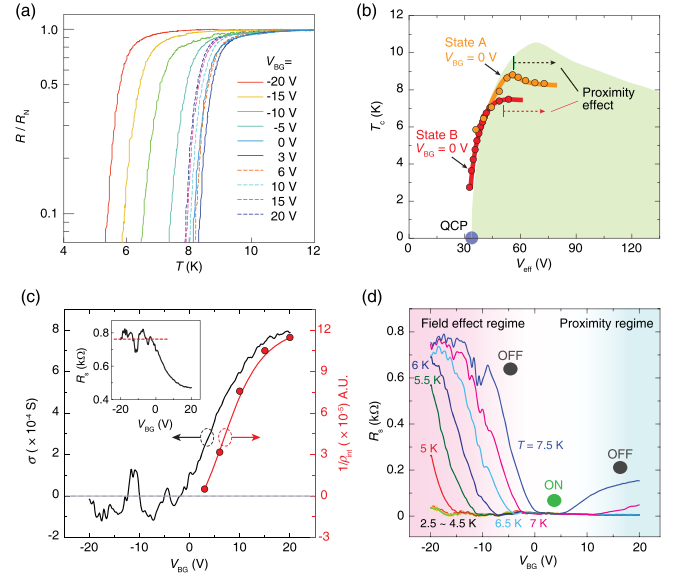 (a)
R / R_N
1.0
0.5
0.1
V_BG=
-20 V
-15 V
-10 V
-5 V
0 V
3 V
6 V
10 V
15 V
20 V
4 6 8 10 12
T (K)
(b)
T_c (K)
12
10
8
6
4
2
0
State A
V_BG = 0 V
Proximity
effect
State B
V_BG = 0 V
QCP
0 30 60 90 120
V_eff (V)
(c)
σ ( × 10⁻⁴ S)
8
6
4
2
0
-2
R_s (kΩ)
0.8
0.6
0.4
-20 -10 0 10 20
V_BG (V)
12
9
6
3
0
-3
1/ρ_int ( × 10⁻⁵) A.U.
-20 -10 0 10 20
V_BG (V)
(d)
R_s (kΩ)
0.8
0.6
0.4
0.2
0
Field effect regime
Proximity regime
OFF
6 K
5.5 K
T = 7.5 K
OFF
5 K
ON
2.5 ~ 4.5 K
6.5 K
7 K
-20 -10 0 10 20
V_BG (V)